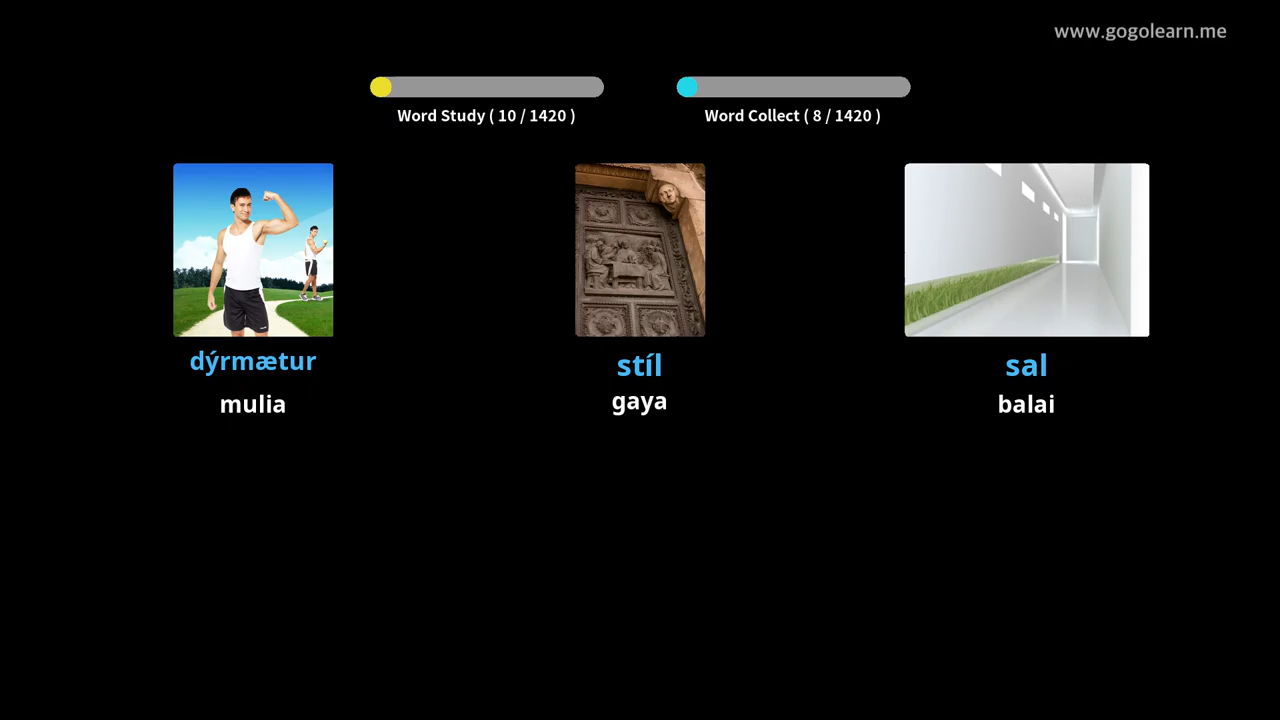 www.gogolearn.me
Word Study ( 10 / 1420 )
Word Collect ( 8 / 1420 )
dýrmætur
mulia
stíl
gaya
sal
balai